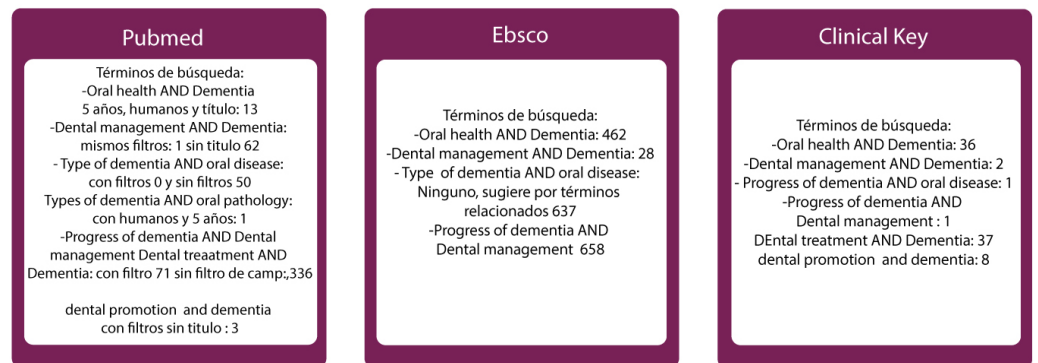 Pubmed
Términos de búsqueda:
-Oral health AND Dementia
5 años, humanos y título: 13
-Dental management AND Dementia:
mismos filtros: 1 sin titulo 62
- Type of dementia AND oral disease:
con filtros 0 y sin filtros 50
Types of dementia AND oral pathology:
con humanos y 5 años: 1
-Progress of dementia AND Dental
management Dental treaatment AND
Dementia: con filtro 71 sin filtro de camp:,336
dental promotion and dementia
con filtros sin titulo : 3
Ebsco
Términos de búsqueda:
-Oral health AND Dementia: 462
-Dental management AND Dementia: 28
- Type of dementia AND oral disease:
Ninguno, sugiere por términos
relacionados 637
-Progress of dementia AND
Dental management 658
Clinical Key
Términos de búsqueda:
-Oral health AND Dementia: 36
-Dental management AND Dementia: 2
- Progress of dementia AND oral disease: 1
-Progress of dementia AND
Dental management : 1
DEntal treatment AND Dementia: 37
dental promotion and dementia: 8